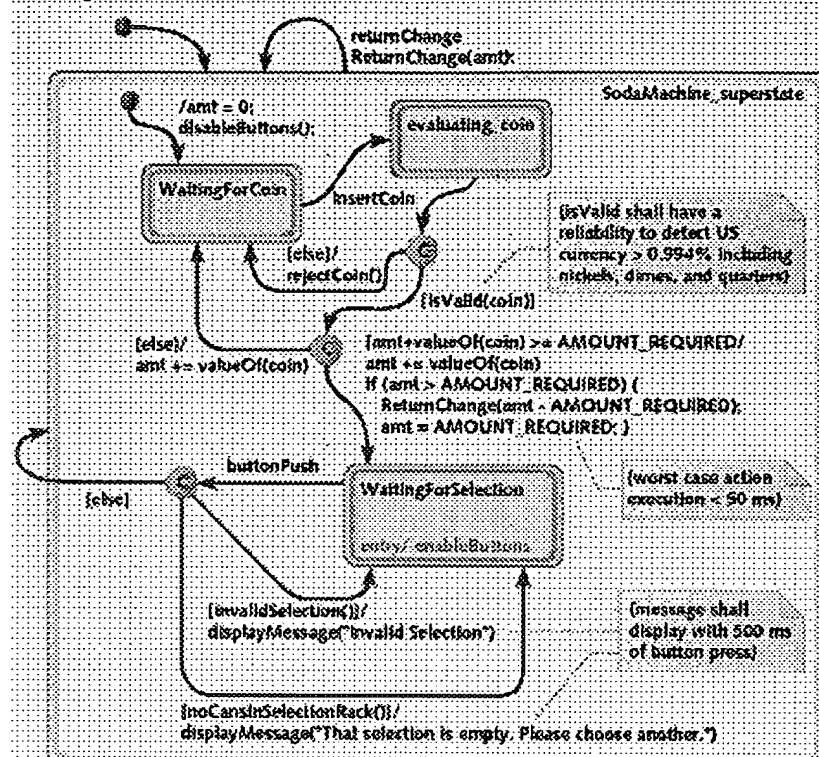 returnChange
ReturnChange(amt);
SodaMachine_superstate
/amt = 0;
disableButtons();
evaluating_coin
WaitingForCoin
insertCoin
[else]/
rejectCoin()
{isValid shall have a
reliability to detect US
currency > 0.994% including
nickels, dimes, and quarters}
[isValid(coin)]
[else]/
amt += valueOf(coin)
[amt+valueOf(coin) >= AMOUNT_REQUIRED/
amt += valueOf(coin)
If (amt > AMOUNT_REQUIRED) {
ReturnChange(amt - AMOUNT_REQUIRED);
amt = AMOUNT_REQUIRED; }
buttonPush
WaitingForSelection
entry/ enableButtons
{worst case action
execution < 50 ms}
[else]
[invalidSelection()]/
displayMessage("Invalid Selection")
{message shall
display with 500 ms
of button press}
[noCansInSelectionRack()]/
displayMessage("That selection is empty. Please choose another.")
C
C
C